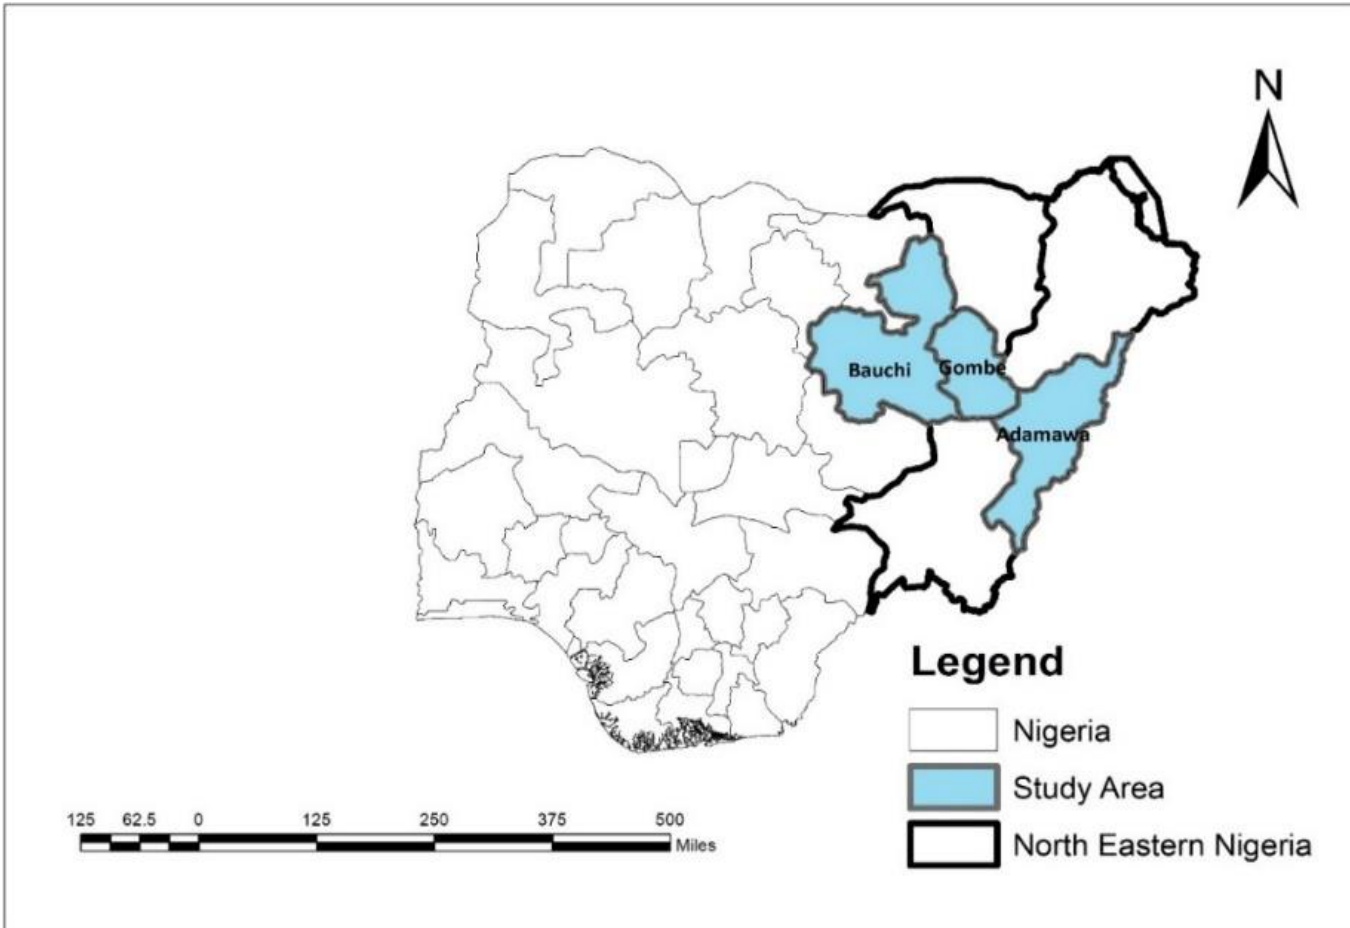 N
Bauchi
Gombe
Adamawa
Legend
Nigeria
Study Area
North Eastern Nigeria
125 62.5 0 125 250 375 500
Miles